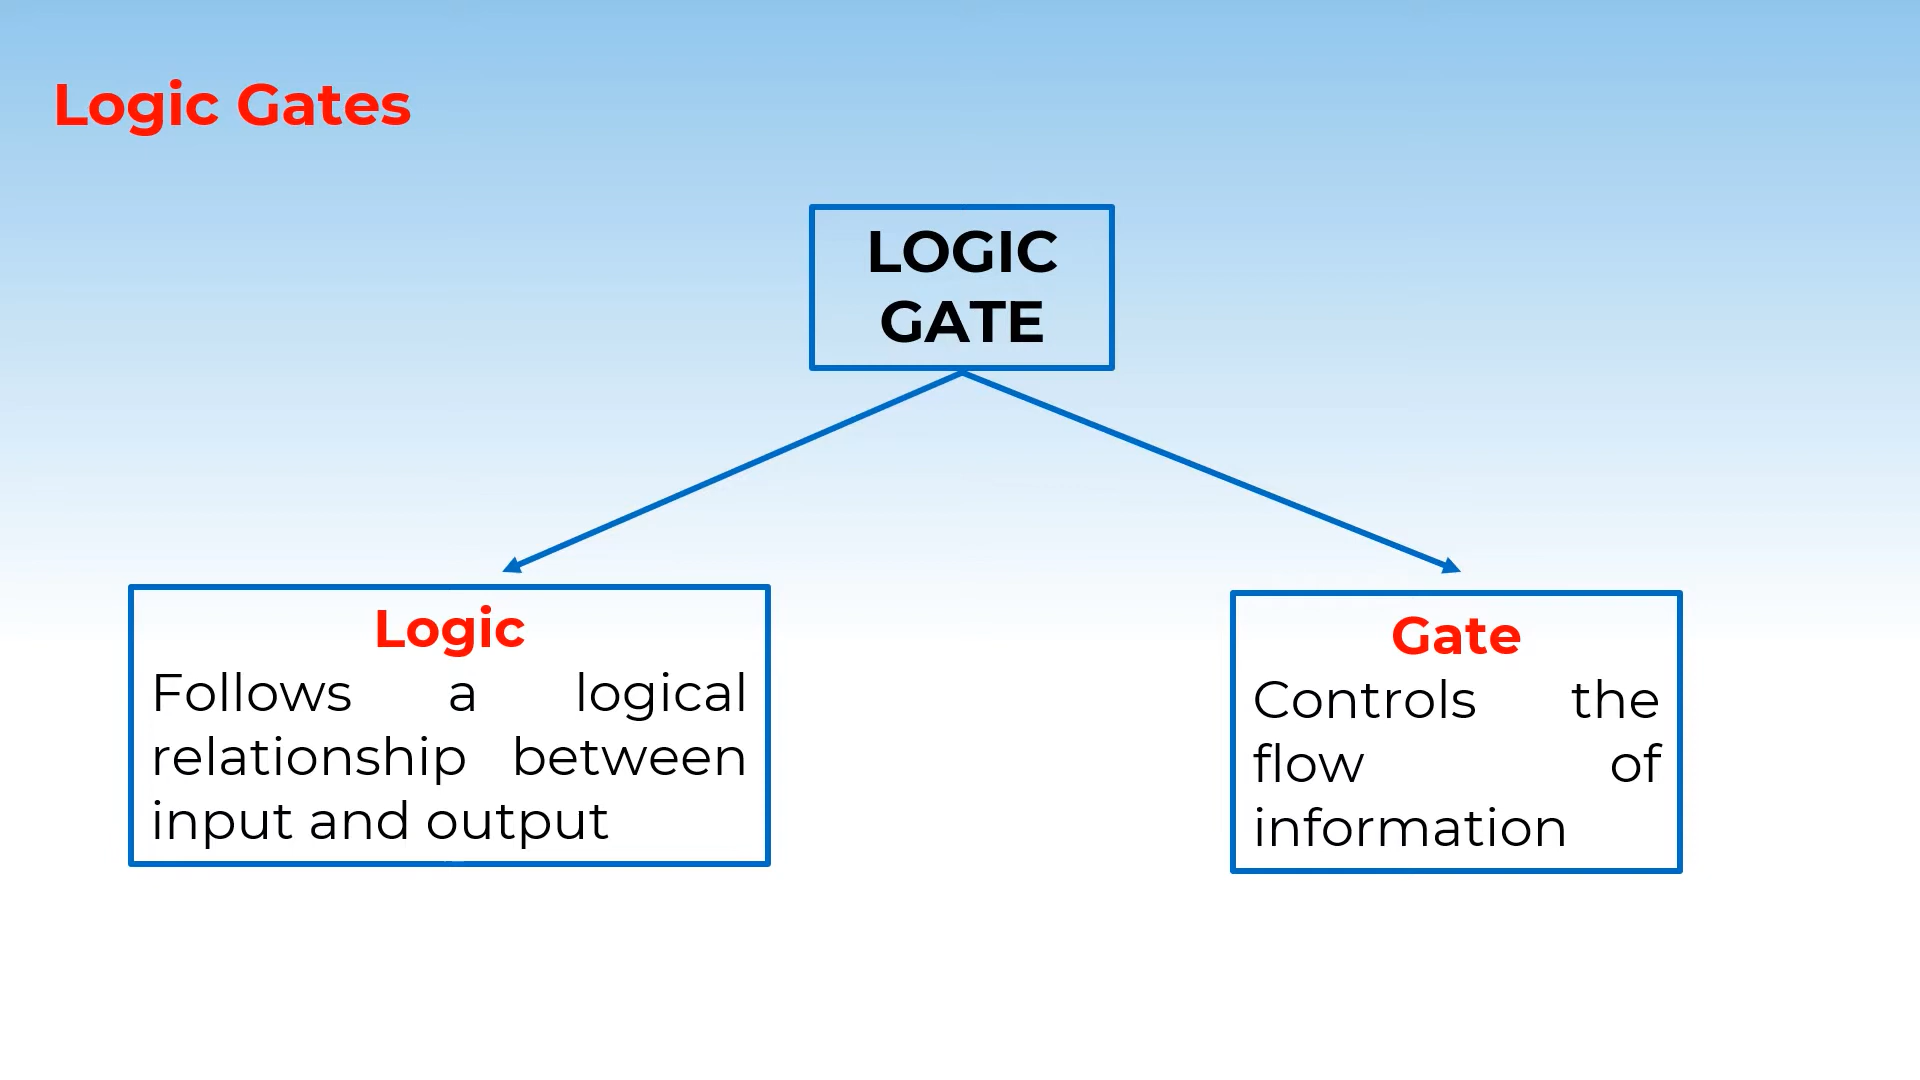 Logic Gates
LOGIC
GATE
Logic
Follows a logical
relationship between
input and output
Gate
Controls the
flow of
information